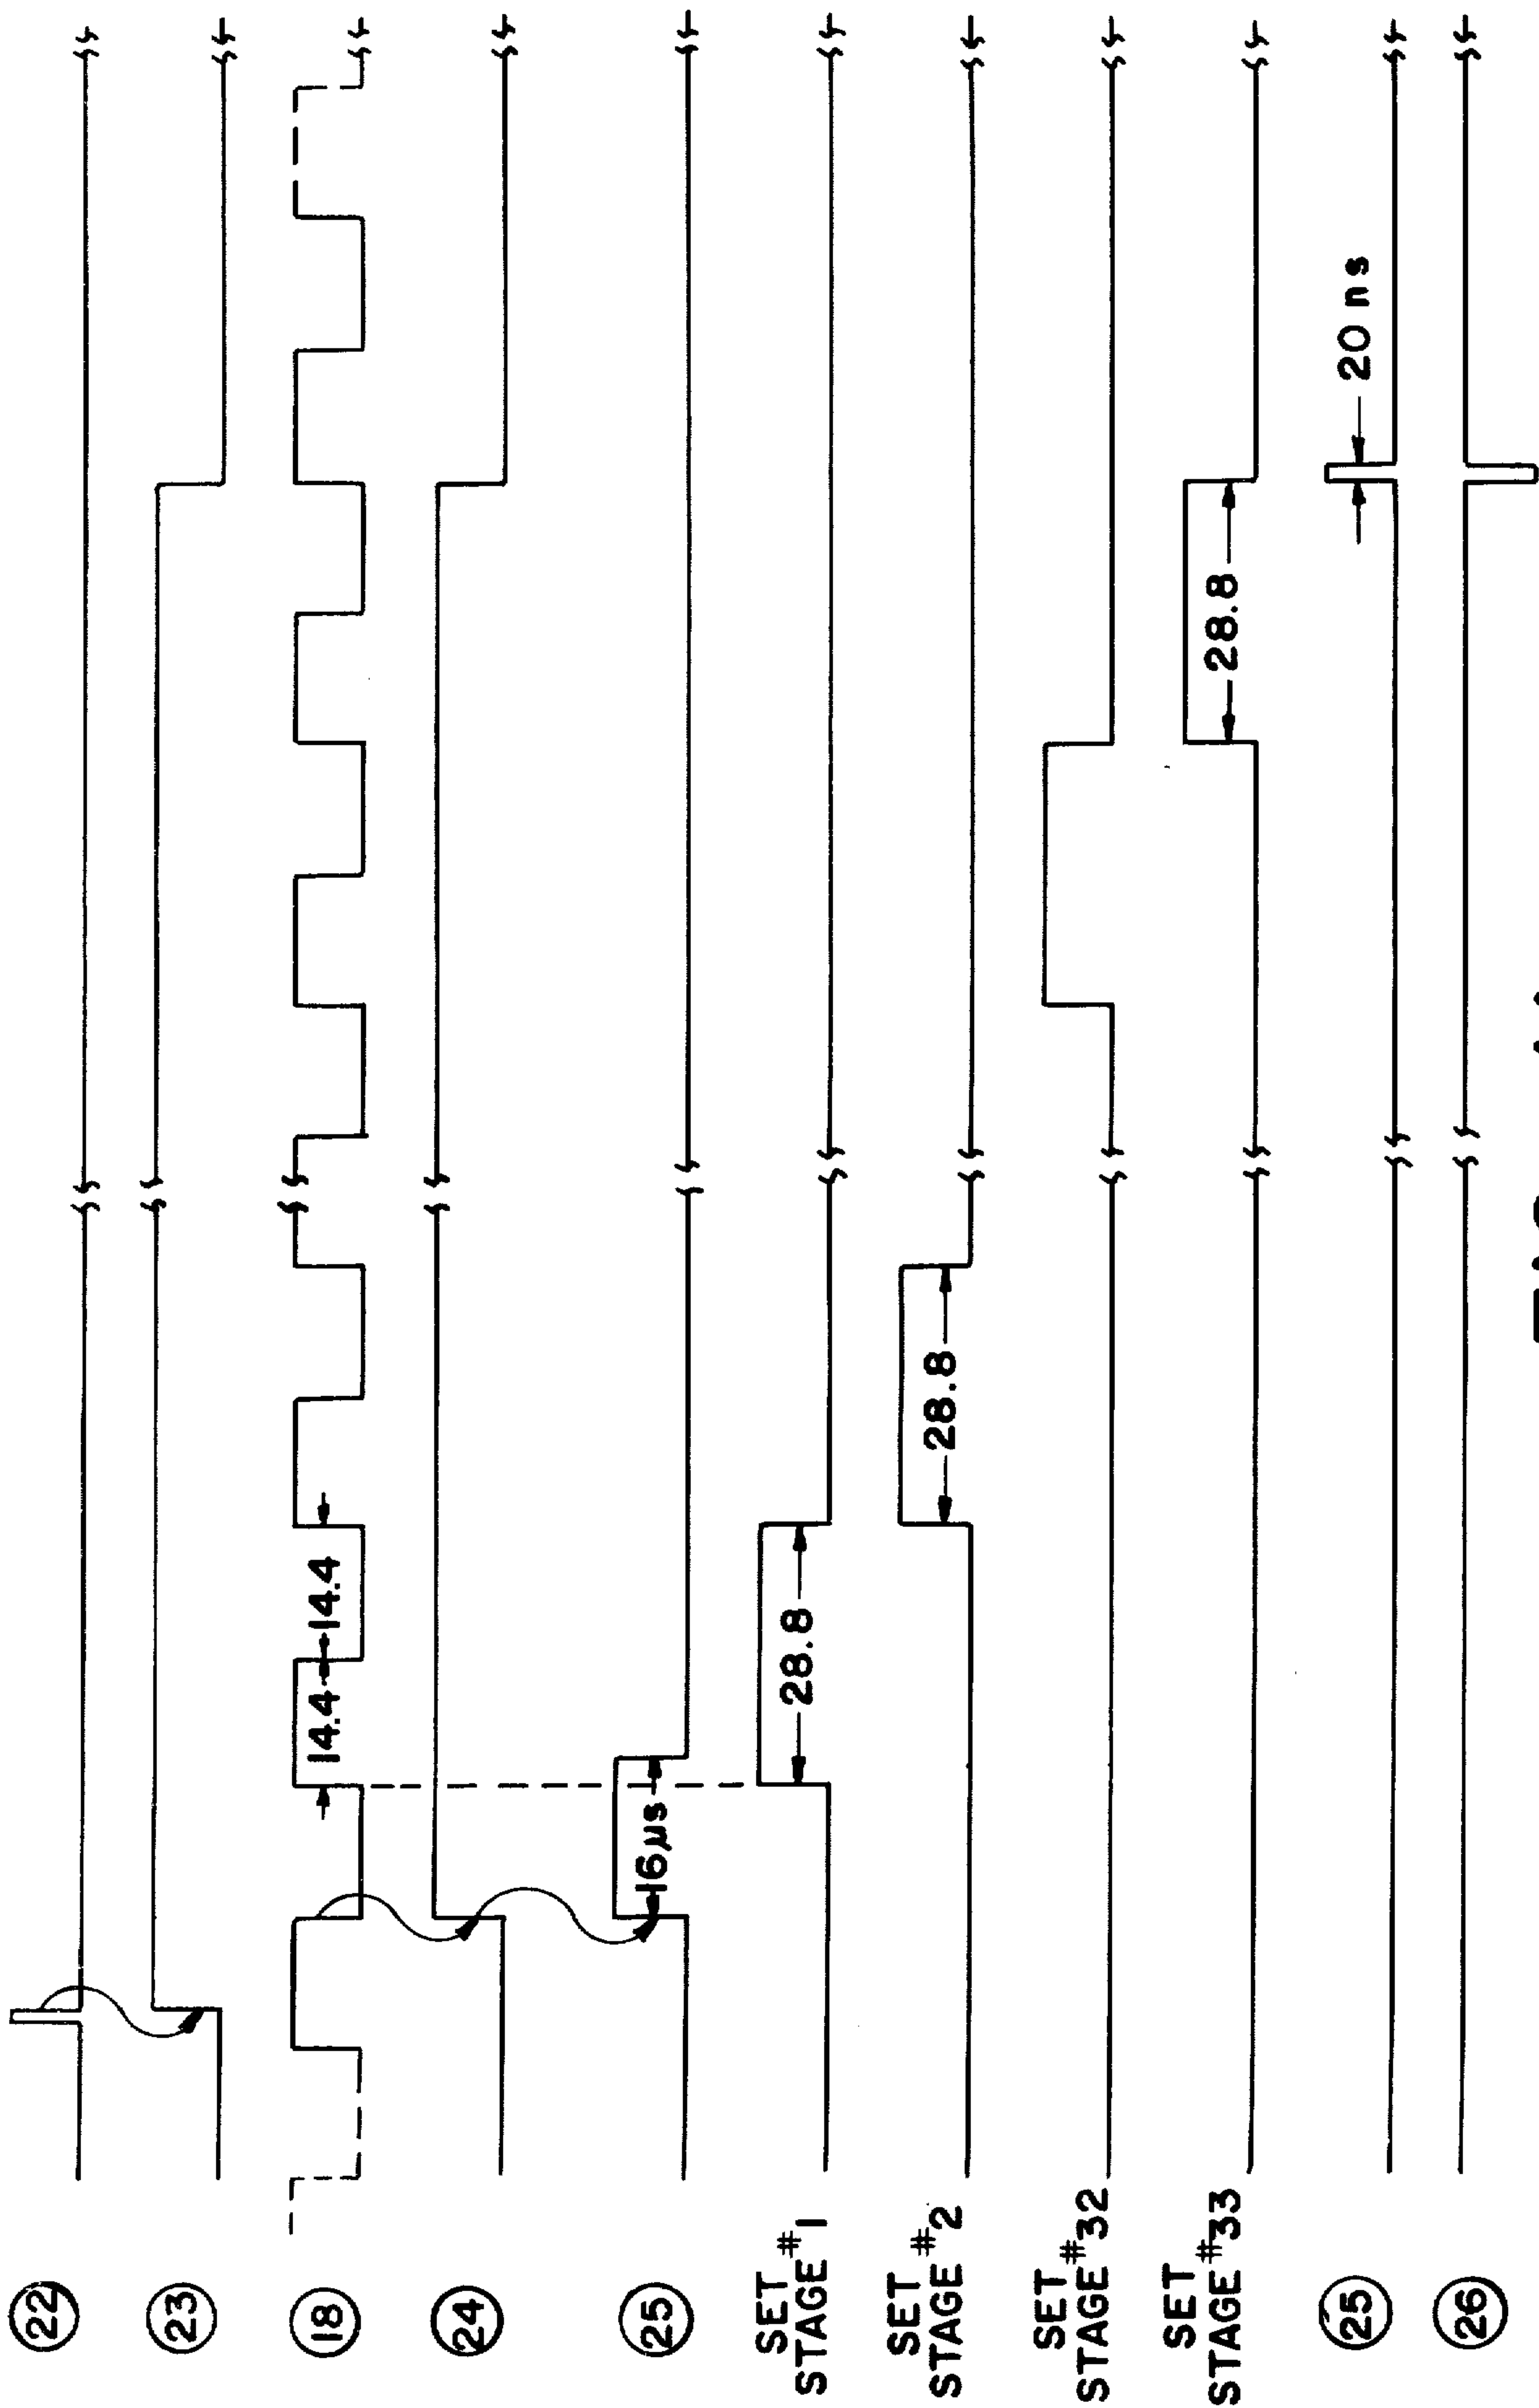 22
23
18
14.4 14.4
24
25
16µs
SET
STAGE #1
28.8
SET
STAGE #2
28.8
SET
STAGE #32
SET
STAGE #33
28.8
25
20 ns
26